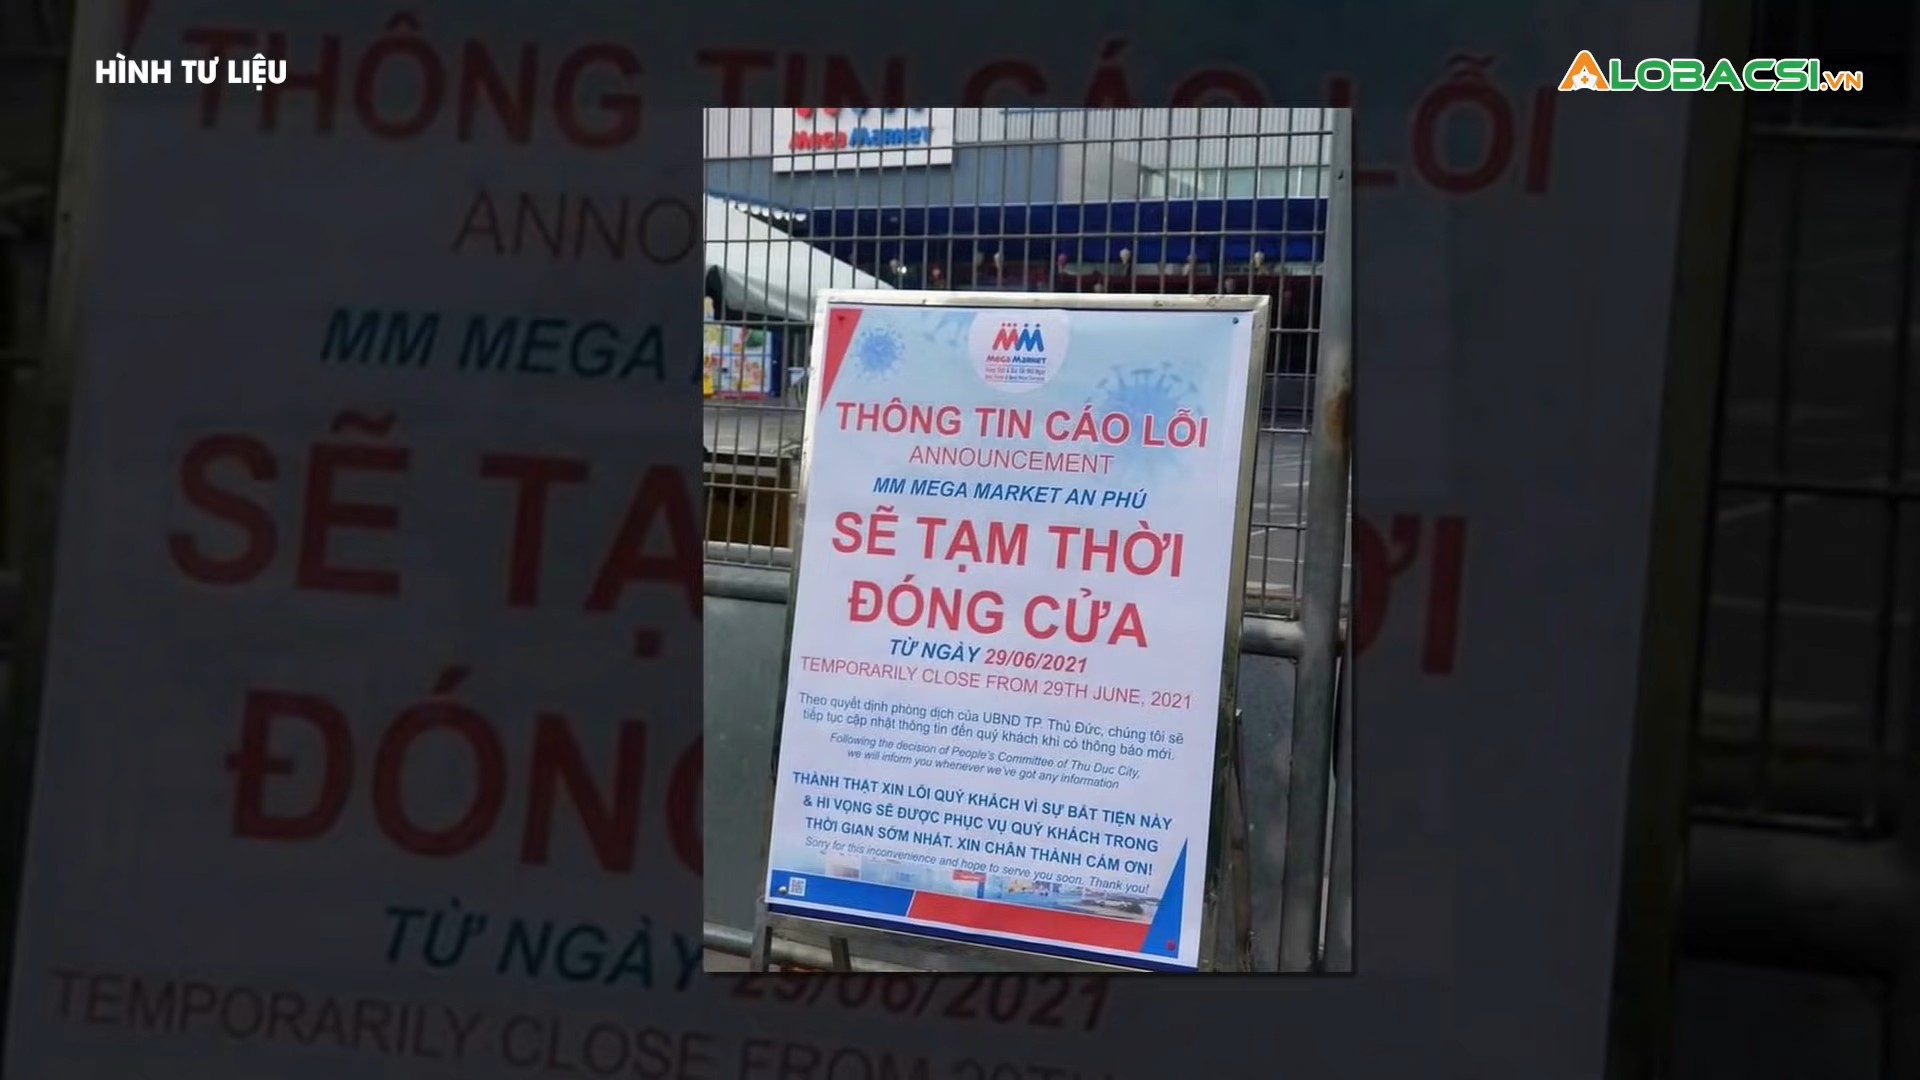 HÌNH TƯ LIỆU
ALOBACSI.VN
MEGA MARKET
MM
MEGA MARKET
THÔNG TIN CÁO LỖI
ANNOUNCEMENT
MM MEGA MARKET AN PHÚ
SẼ TẠM THỜI
ĐÓNG CỬA
TỪ NGÀY 29/06/2021
TEMPORARILY CLOSE FROM 29TH JUNE, 2021
Theo quyết định phòng dịch của UBND TP. Thủ Đức, chúng tôi sẽ
tiếp tục cập nhật thông tin đến quý khách khi có thông báo mới.
Following the decision of People's Committee of Thu Duc City,
we will inform you whenever we've got any information
THÀNH THẬT XIN LỖI QUÝ KHÁCH VÌ SỰ BẤT TIỆN NÀY
& HI VỌNG SẼ ĐƯỢC PHỤC VỤ QUÝ KHÁCH TRONG
THỜI GIAN SỚM NHẤT. XIN CHÂN THÀNH CÁM ƠN!
Sorry for this inconvenience and hope to serve you soon. Thank you!